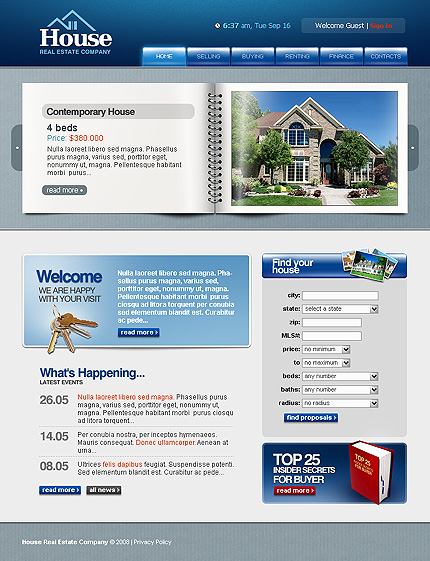 House
REAL ESTATE COMPANY
6:37 am, Tue Sep 16
Welcome Guest | Sign In
HOME SELLING BUYING RENTING FINANCE CONTACTS
Contemporary House
4 beds
Price: $380.000
Nulla laoreet libero sed magna. Phasellus
purus magna, varius sed, porttitor eget,
nonummy ut, magna. Pellentesque habitant
morbi purus...
read more
Welcome
WE ARE HAPPY
WITH YOUR VISIT
Nulla laoreet libero sed magna. Pha-
sellus purus magna, varius sed,
porttitor eget, nonummy ut, magna.
Pellentesque habitant morbi purus
ciosqu ad litora torquent per conubia
sed elementum blandit est. Curabitur
ac pede...
read more
What's Happening...
LATEST EVENTS
26.05
Nulla laoreet libero sed magna. Phasellus purus
magna, varius sed, porttitor eget, nonummy ut,
magna. Pellentesque habitant morbi purus ciosqu
ad litora torquent...
14.05
Per conubia nostra, per inceptos hymenaeos.
Mauris consequat. Donec ullamcorper. Aenean at
urna...
08.05
Ultrices felis dapibus feugiat. Suspendisse potenti.
Sed elementum blandit est. Curabitur ac pede...
read more all news
Find your
house
city:
state: select a state
zip:
MLS#:
price: no minimum
to no maximum
beds: any number
baths: any number
radius: no radius
find proposals
TOP 25
INSIDER SECRETS
FOR BUYER
read more
TOP 25
House Real Estate Company © 2008 | Privacy Policy